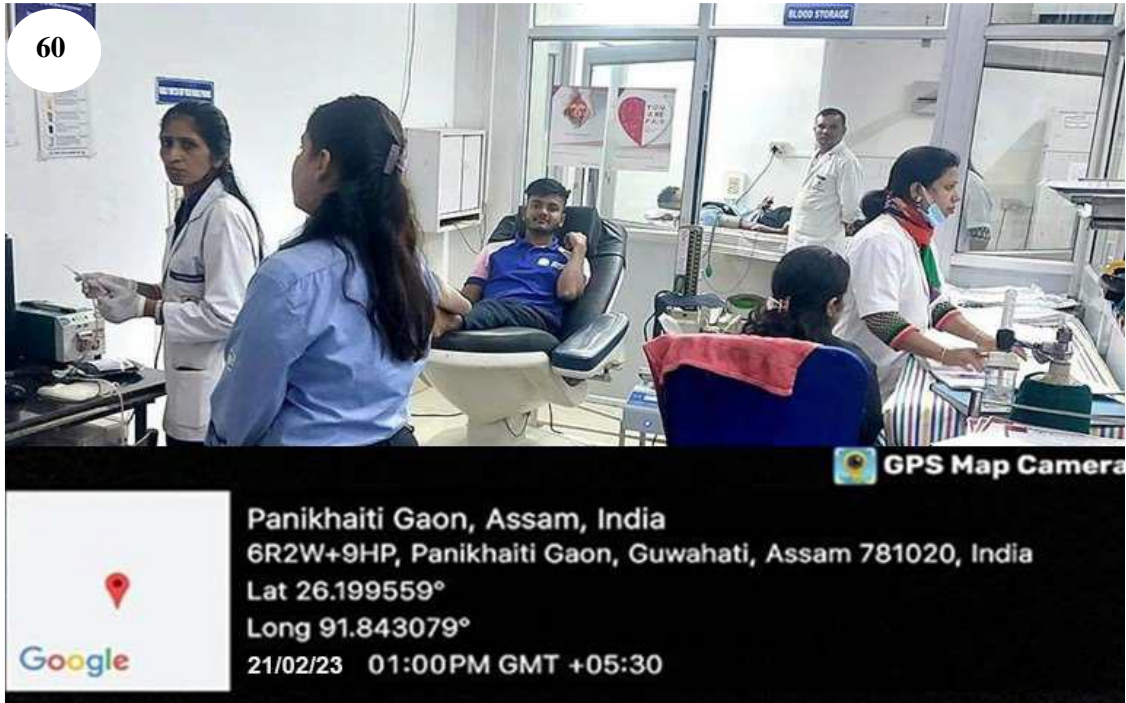 60
BLOOD STORAGE
YOU
ARE
PART
GPS Map Camera
Panikhaiti Gaon, Assam, India
6R2W+9HP, Panikhaiti Gaon, Guwahati, Assam 781020, India
Lat 26.199559°
Long 91.843079°
Google
21/02/23 01:00PM GMT +05:30